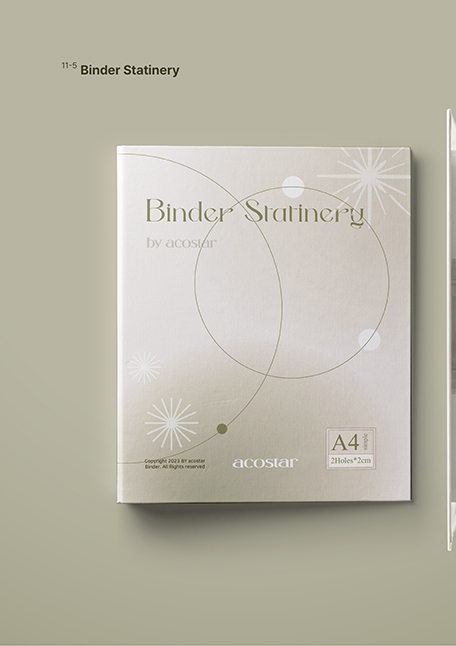 11-5 Binder Statinery
Binder Statinery
by acostar
A4
2Holes*2cm
Copyright 2023 BY acostar
Binder. All Rights reserved
acostar